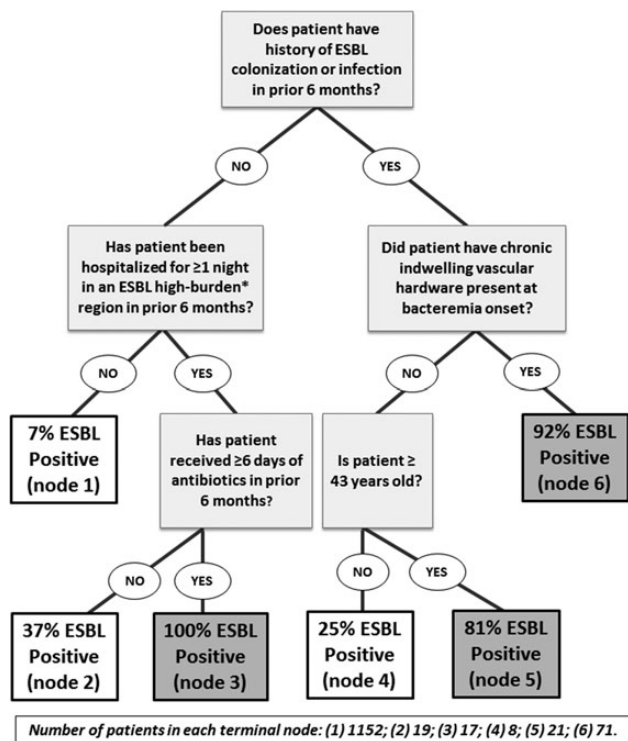 Does patient have
history of ESBL
colonization or infection
in prior 6 months?
NO
YES
Has patient been
hospitalized for ≥1 night
in an ESBL high-burden*
region in prior 6 months?
Did patient have chronic
indwelling vascular
hardware present at
bacteremia onset?
NO
YES
NO
YES
7% ESBL
Positive
(node 1)
Has patient
received ≥6 days of
antibiotics in prior
6 months?
Is patient ≥
43 years old?
92% ESBL
Positive
(node 6)
NO
YES
NO
YES
37% ESBL
Positive
(node 2)
100% ESBL
Positive
(node 3)
25% ESBL
Positive
(node 4)
81% ESBL
Positive
(node 5)
Number of patients in each terminal node: (1) 1152; (2) 19; (3) 17; (4) 8; (5) 21; (6) 71.